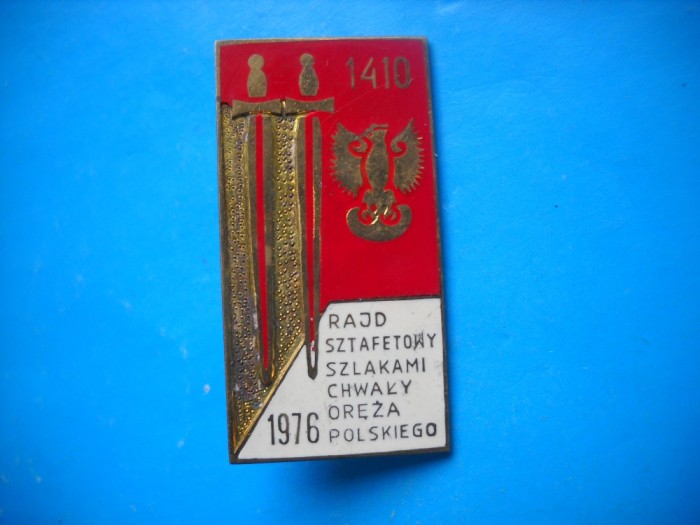 1410
RAJD
SZTAFETOWY
SZLAKAMI
CHWAŁY
ORĘŻA
1976 POLSKIEGO